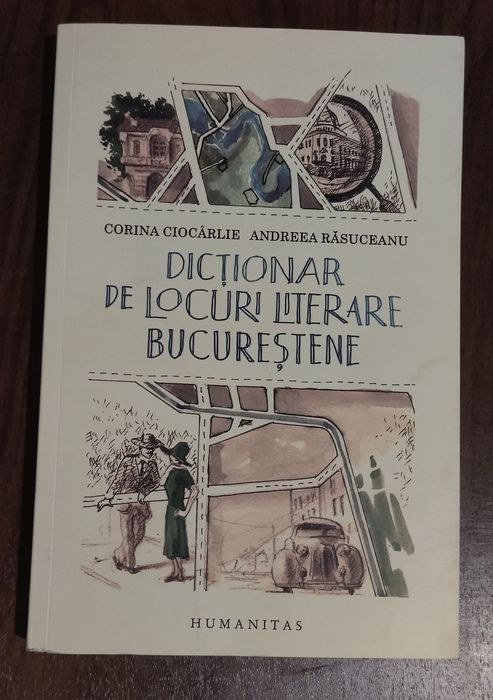 CORINA CIOCÂRLIE ANDREEA RĂSUCEANU
DICȚIONAR
DE LOCURI LITERARE
BUCUREȘTENE
HUMANITAS